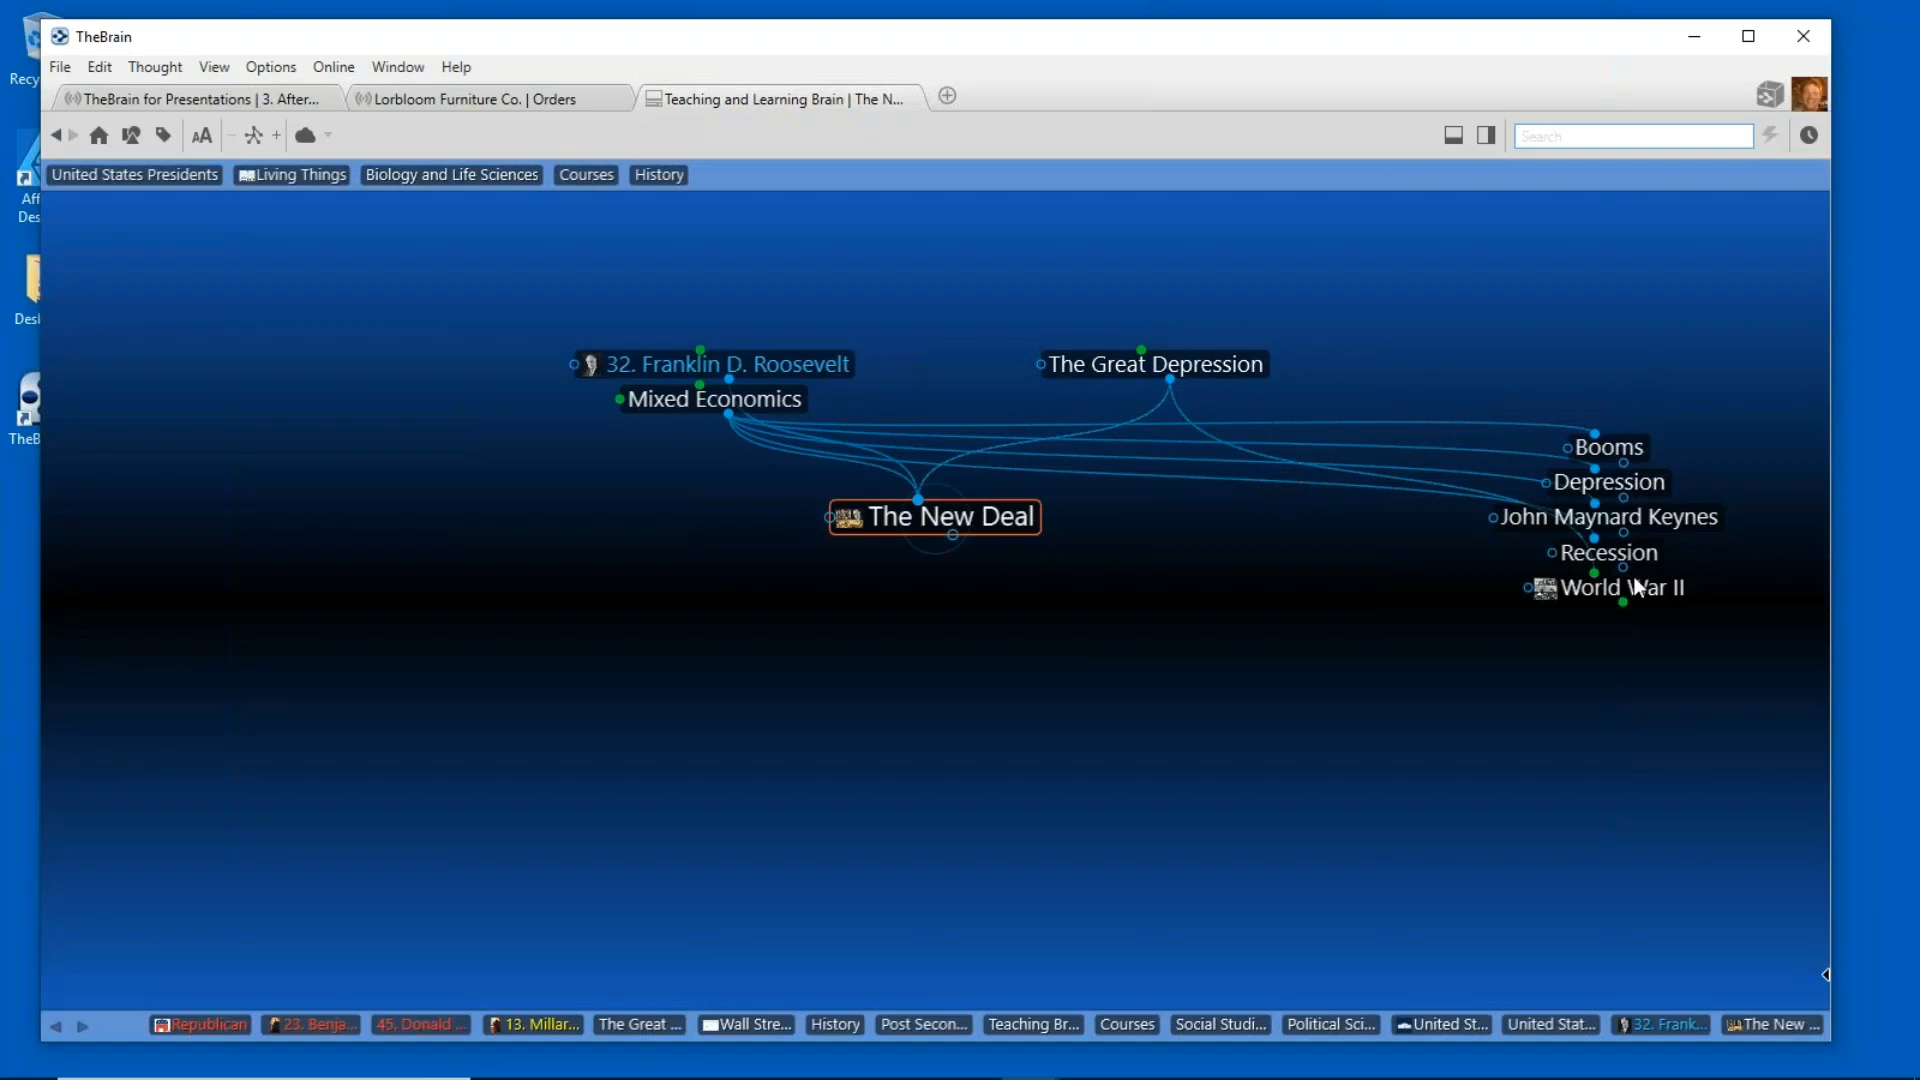 TheBrain
File Edit Thought View Options Online Window Help
TheBrain for Presentations | 3. After...
Lorbloom Furniture Co. | Orders
Teaching and Learning Brain | The N...
AA
Search
United States Presidents
Living Things
Biology and Life Sciences
Courses
History
Recy
Aff
Des
Desi
TheB
32. Franklin D. Roosevelt
The Great Depression
Mixed Economics
Booms
Depression
The New Deal
John Maynard Keynes
Recession
World War II
Republican
23. Benja...
45. Donald ...
13. Millar...
The Great ...
Wall Stre...
History
Post Secon...
Teaching Br...
Courses
Social Studi...
Political Sci...
United St...
United Stat...
32. Frank...
The New ...